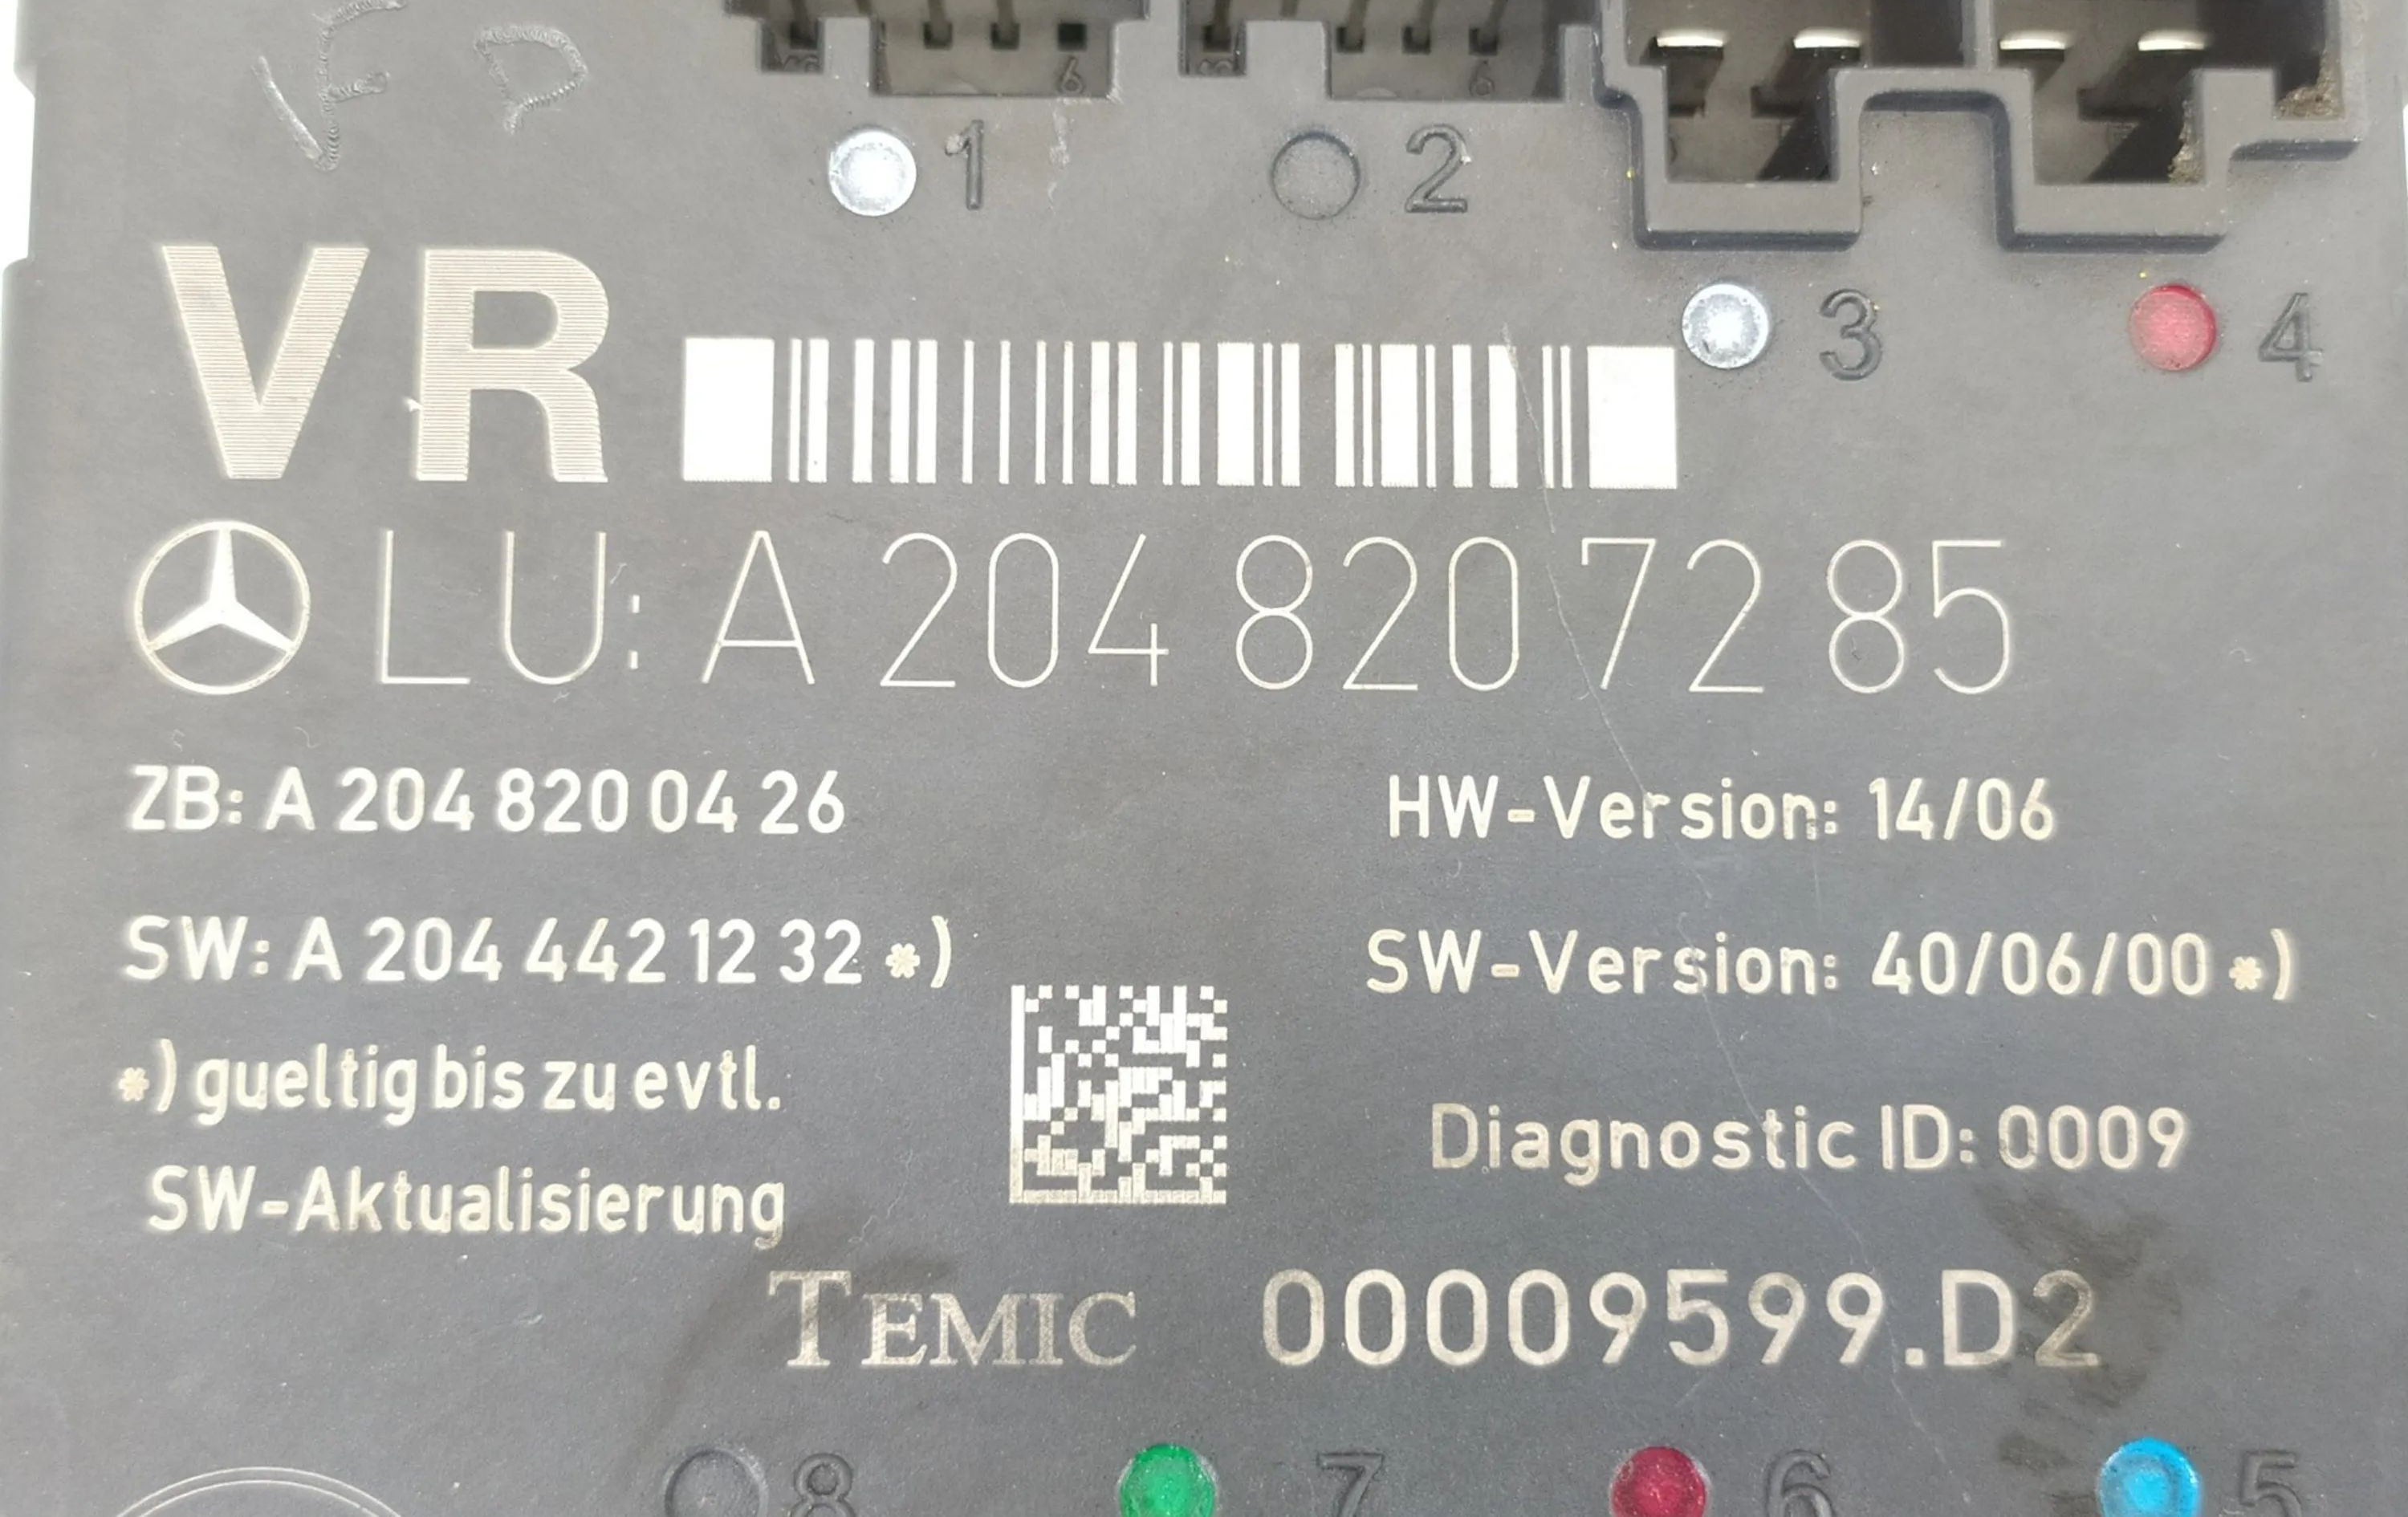 6 6
1 2
3 4
VR
LU: A 204 820 72 85
ZB: A 204 820 04 26
HW-Version: 14/06
SW: A 204 442 12 32 *)
SW-Version: 40/06/00 *)
*) gueltig bis zu evtl.
SW-Aktualisierung
Diagnostic ID: 0009
TEMIC 00009599.D2
8 7 6 5